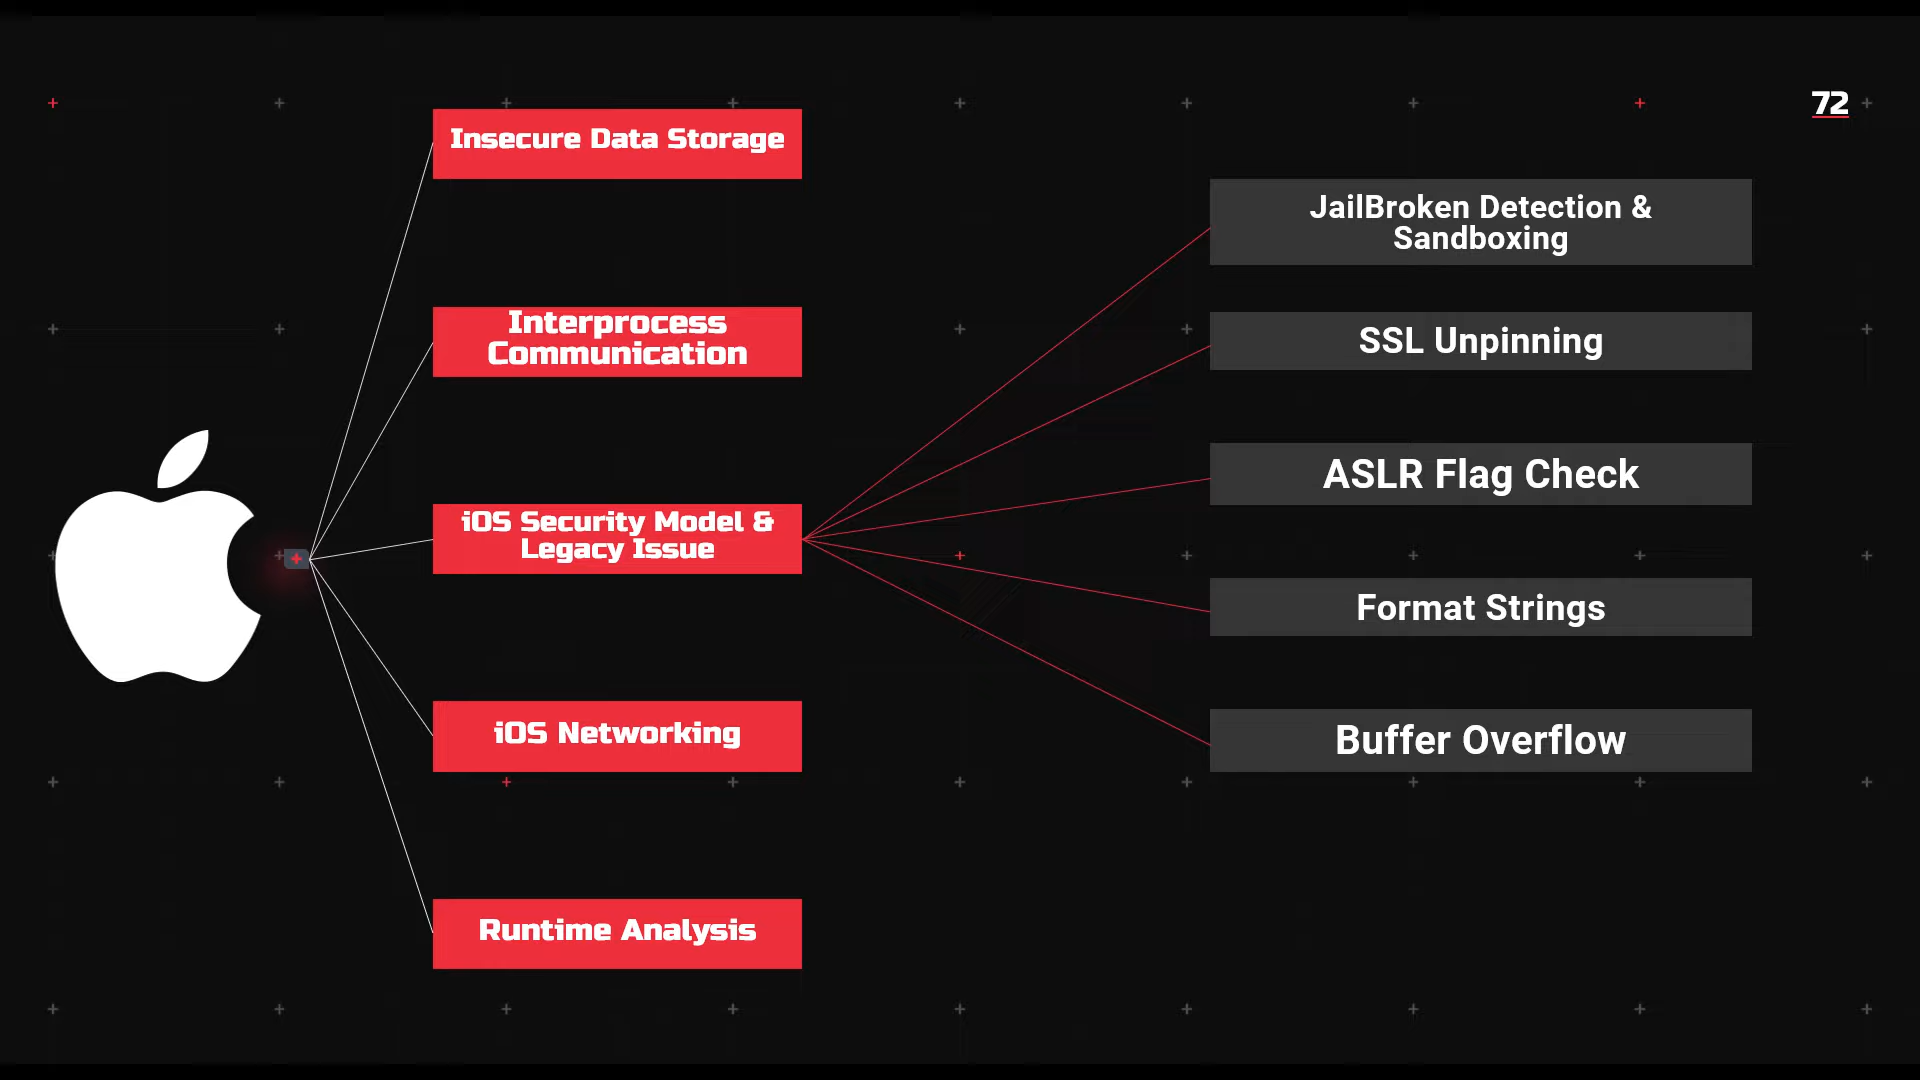 72
Insecure Data Storage
Interprocess
Communication
iOS Security Model &
Legacy Issue
iOS Networking
Runtime Analysis
JailBroken Detection &
Sandboxing
SSL Unpinning
ASLR Flag Check
Format Strings
Buffer Overflow